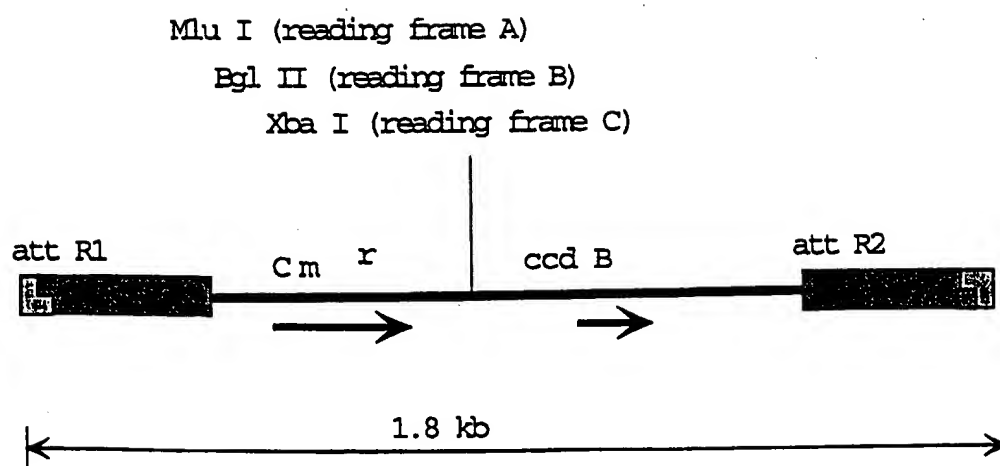 Mlu I (reading frame A)
Bgl II (reading frame B)
Xba I (reading frame C)
att R1
Cm r
ccd B
att R2
1.8 kb